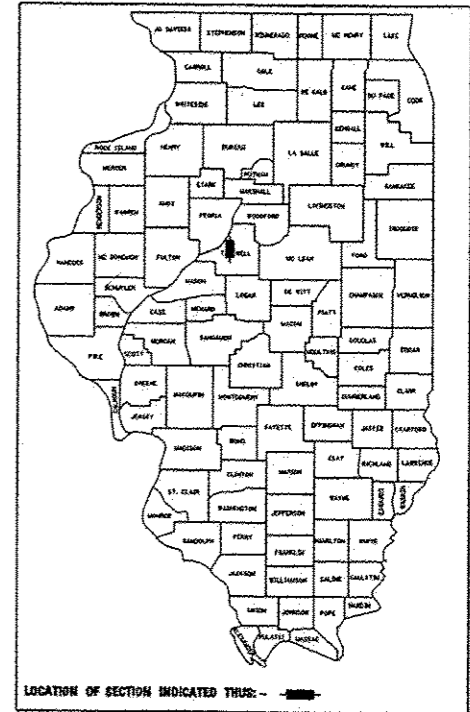 JO DAVIESS STEPHENSON WINNEBAGO BOONE MC HENRY LAKE
CARROLL OGLE DE KALB KANE DU PAGE COOK
WHITESIDE LEE KENDALL WILL
ROCK ISLAND HENRY BUREAU LA SALLE GRUNDY
MERCER PUTNAM KANKAKEE
STARK MARSHALL LIVINGSTON
HENDERSON WARREN KNOX PEORIA WOODFORD IROQUOIS
HANCOCK MC DONOUGH FULTON MC LEAN FORD
MASON
SCHUYLER LOGAN DE WITT CHAMPAIGN VERMILION
ADAMS BROWN CASS MENARD PIATT
MACON
MORGAN SANGAMON DOUGLAS EDGAR
PIKE SCOTT CHRISTIAN MOULTRIE COLES
GREENE SHELBY CUMBERLAND CLARK
CALHOUN MACOUPIN MONTGOMERY
JERSEY FAYETTE EFFINGHAM JASPER CRAWFORD
MADISON BOND CLAY
CLINTON MARION RICHLAND LAWRENCE
ST. CLAIR WAYNE
WASHINGTON JEFFERSON EDWARDS WABASH
MONROE
RANDOLPH PERRY HAMILTON WHITE
FRANKLIN
JACKSON WILLIAMSON SALINE GALLATIN
HARDIN
UNION JOHNSON POPE
ALEXANDER PULASKI MASSAC
LOCATION OF SECTION INDICATED THUS: -